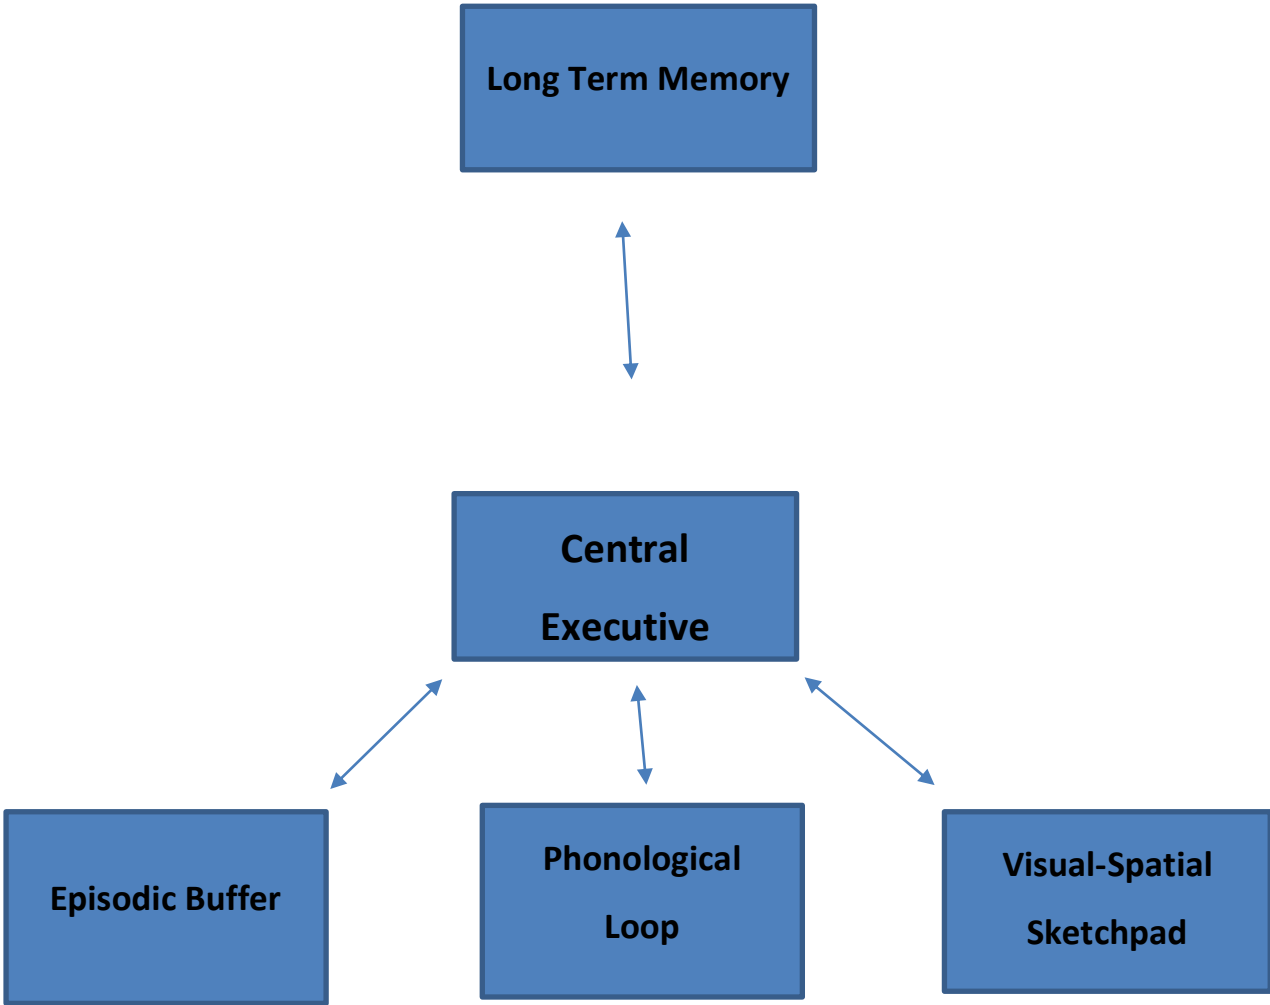 Long Term Memory
Central
Executive
Episodic Buffer
Phonological
Loop
Visual-Spatial
Sketchpad